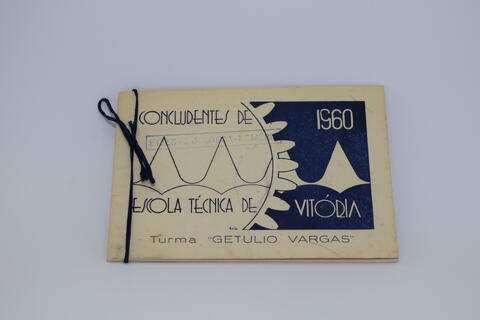 CONCLUDENTES DE 1960
ESCOLA TÉCNICA DE VITÓRIA
Turma "GETULIO VARGAS"